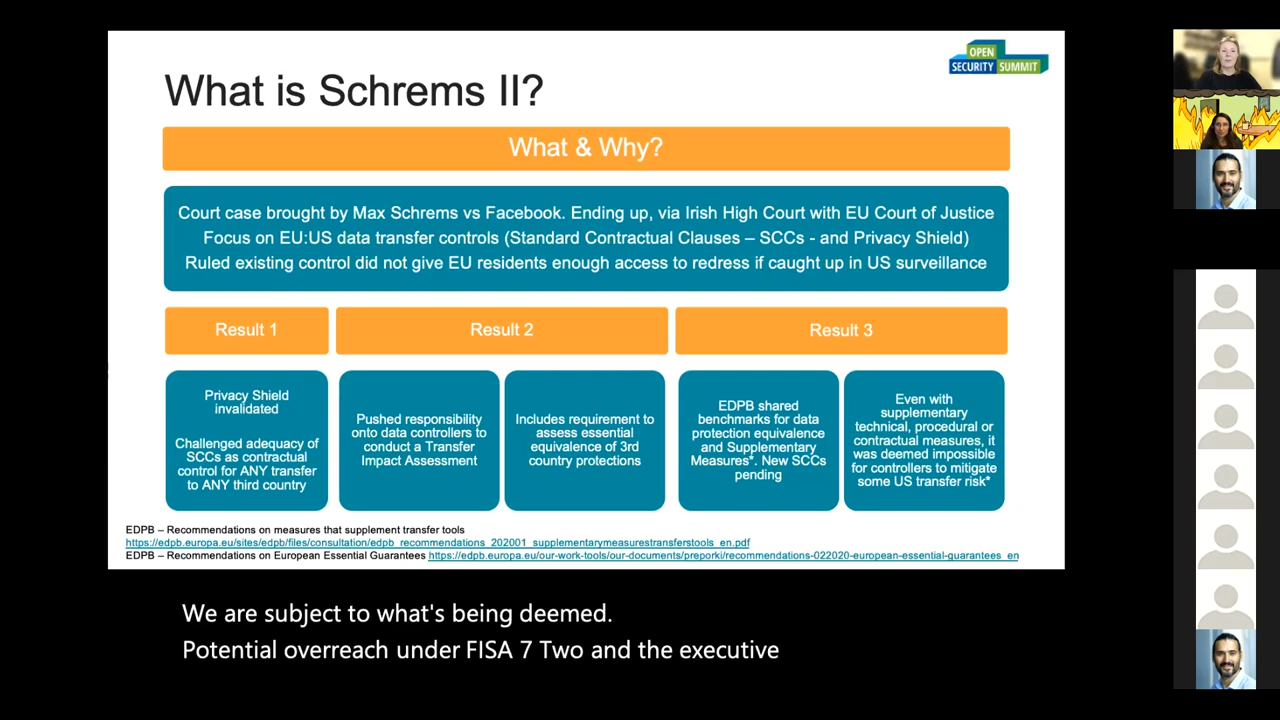 OPEN
SECURITY SUMMIT
What is Schrems II?
What & Why?
Court case brought by Max Schrems vs Facebook. Ending up, via Irish High Court with EU Court of Justice
Focus on EU:US data transfer controls (Standard Contractual Clauses – SCCs - and Privacy Shield)
Ruled existing control did not give EU residents enough access to redress if caught up in US surveillance
Result 1
Result 2
Result 3
Privacy Shield
invalidated
Challenged adequacy of
SCCs as contractual
control for ANY transfer
to ANY third country
Pushed responsibility
onto data controllers to
conduct a Transfer
Impact Assessment
Includes requirement to
assess essential
equivalence of 3rd
country protections
EDPB shared
benchmarks for data
protection equivalence
and Supplementary
Measures*. New SCCs
pending
Even with
supplementary
technical, procedural or
contractual measures, it
was deemed impossible
for controllers to mitigate
some US transfer risk*
EDPB – Recommendations on measures that supplement transfer tools
https://edpb.europa.eu/sites/edpb/files/consultation/edpb_recommendations_202001_supplementarymeasurestransferstools_en.pdf
EDPB – Recommendations on European Essential Guarantees https://edpb.europa.eu/our-work-tools/our-documents/preporki/recommendations-022020-european-essential-guarantees_en
We are subject to what's being deemed.
Potential overreach under FISA 7 Two and the executive